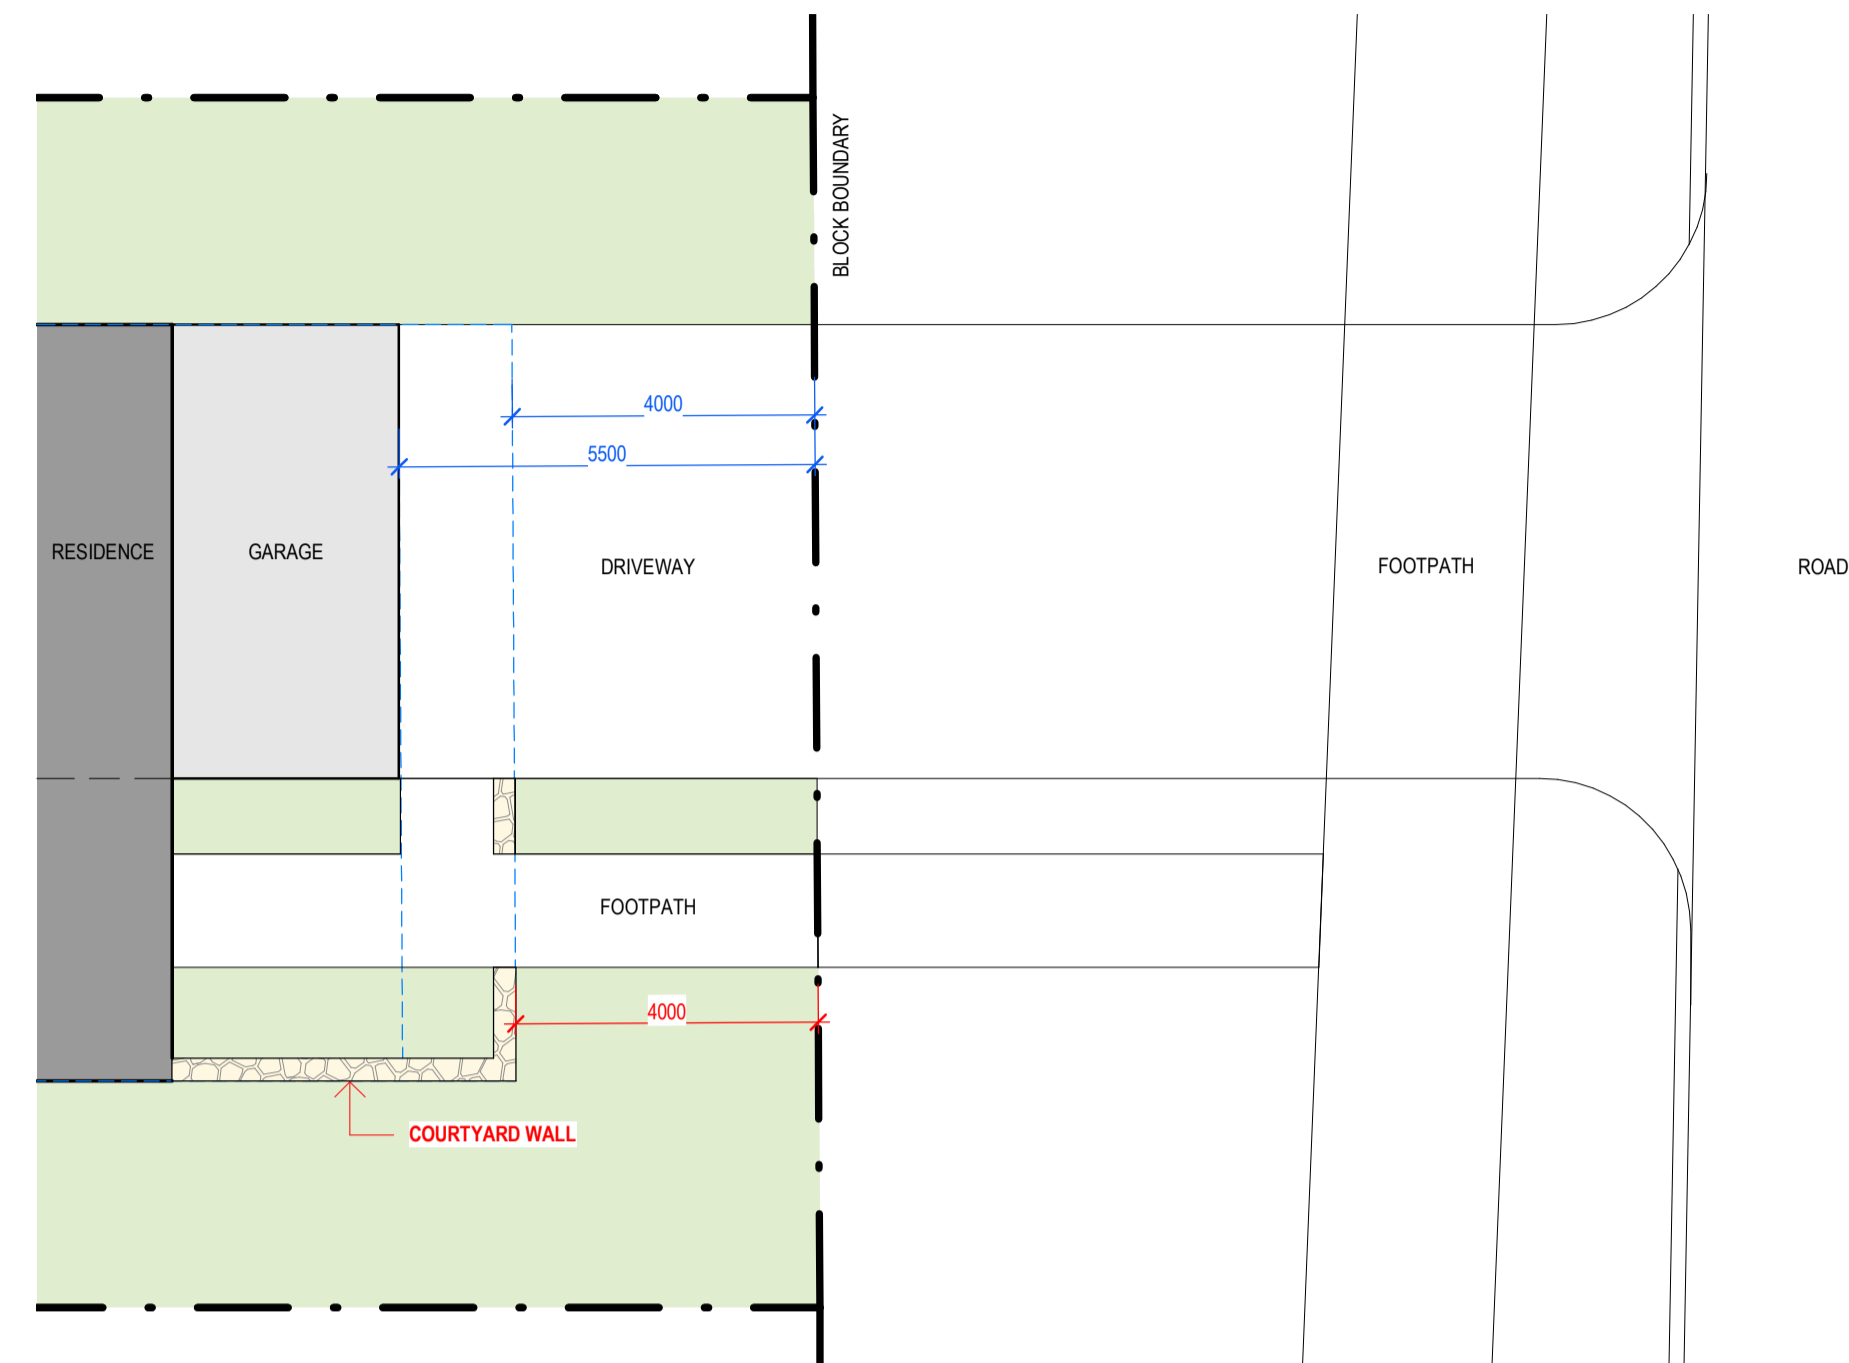 BLOCK BOUNDARY
4000
5500
RESIDENCE
GARAGE
DRIVEWAY
FOOTPATH
ROAD
FOOTPATH
4000
COURTYARD WALL